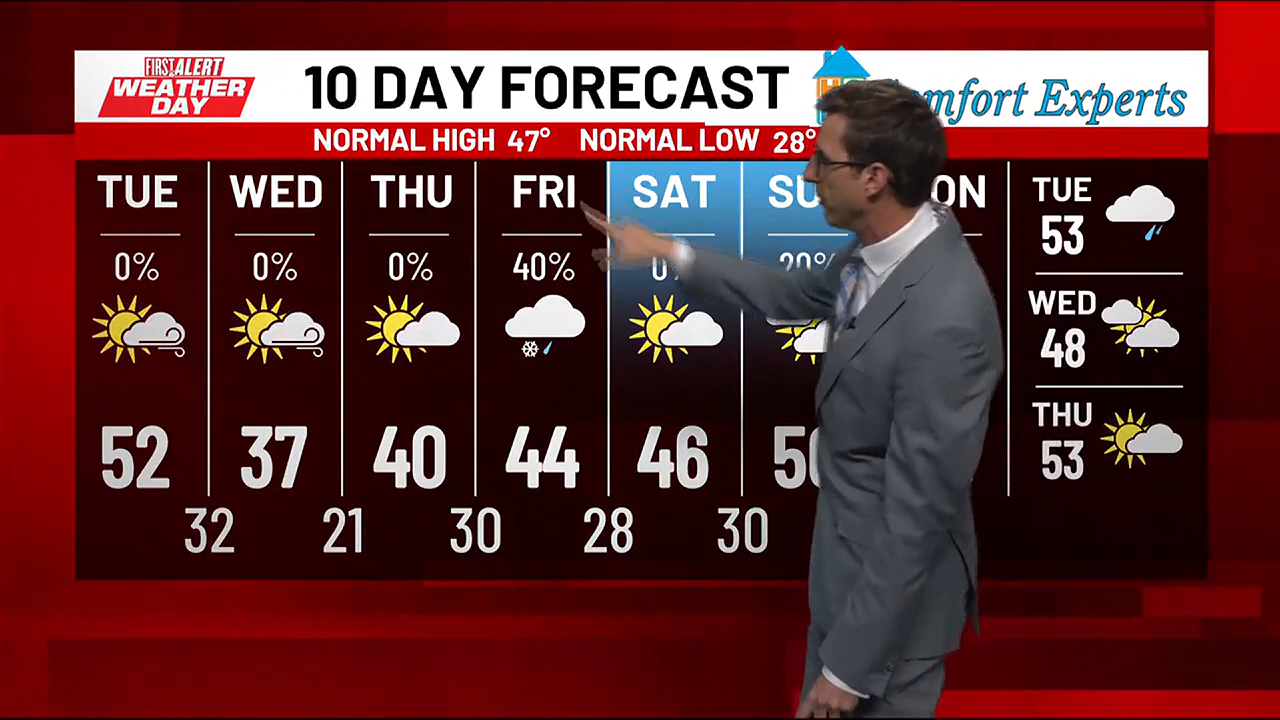 FIRST ALERT
WEATHER
DAY
10 DAY FORECAST
Experts
NORMAL HIGH 47° NORMAL LOW 28°
TUE WED THU FRI SAT
0% 0% 0% 40% 20%
52 37 40 44 46
32 21 30 28 30
TUE
53
WED
48
THU
53